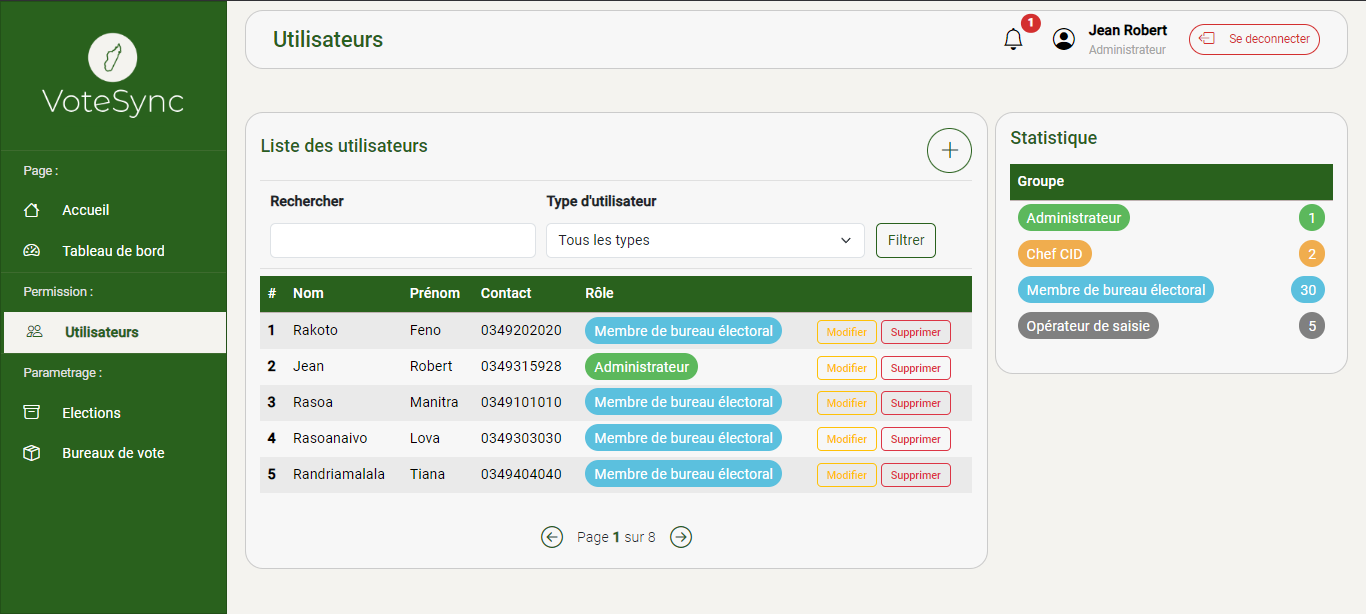 VoteSync
Page :
Accueil
Tableau de bord
Permission :
Utilisateurs
Parametrage :
Elections
Bureaux de vote
Utilisateurs
1
Jean Robert
Administrateur
Se deconnecter
Liste des utilisateurs
Rechercher Type d'utilisateur
Tous les types Filtrer
# Nom Prénom Contact Rôle
1 Rakoto Feno 0349202020 Membre de bureau électoral Modifier Supprimer
2 Jean Robert 0349315928 Administrateur Modifier Supprimer
3 Rasoa Manitra 0349101010 Membre de bureau électoral Modifier Supprimer
4 Rasoanaivo Lova 0349303030 Membre de bureau électoral Modifier Supprimer
5 Randriamalala Tiana 0349404040 Membre de bureau électoral Modifier Supprimer
Page 1 sur 8
Statistique
Groupe
Administrateur 1
Chef CID 2
Membre de bureau électoral 30
Opérateur de saisie 5